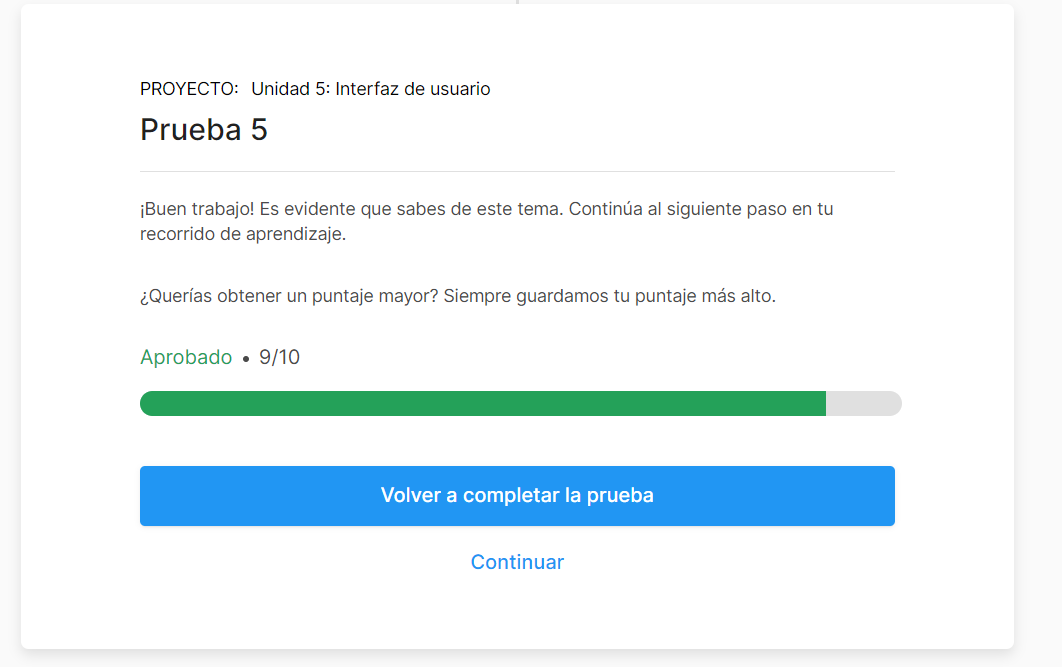 PROYECTO: Unidad 5: Interfaz de usuario
Prueba 5
¡Buen trabajo! Es evidente que sabes de este tema. Continúa al siguiente paso en tu
recorrido de aprendizaje.
¿Querías obtener un puntaje mayor? Siempre guardamos tu puntaje más alto.
Aprobado • 9/10
Volver a completar la prueba
Continuar